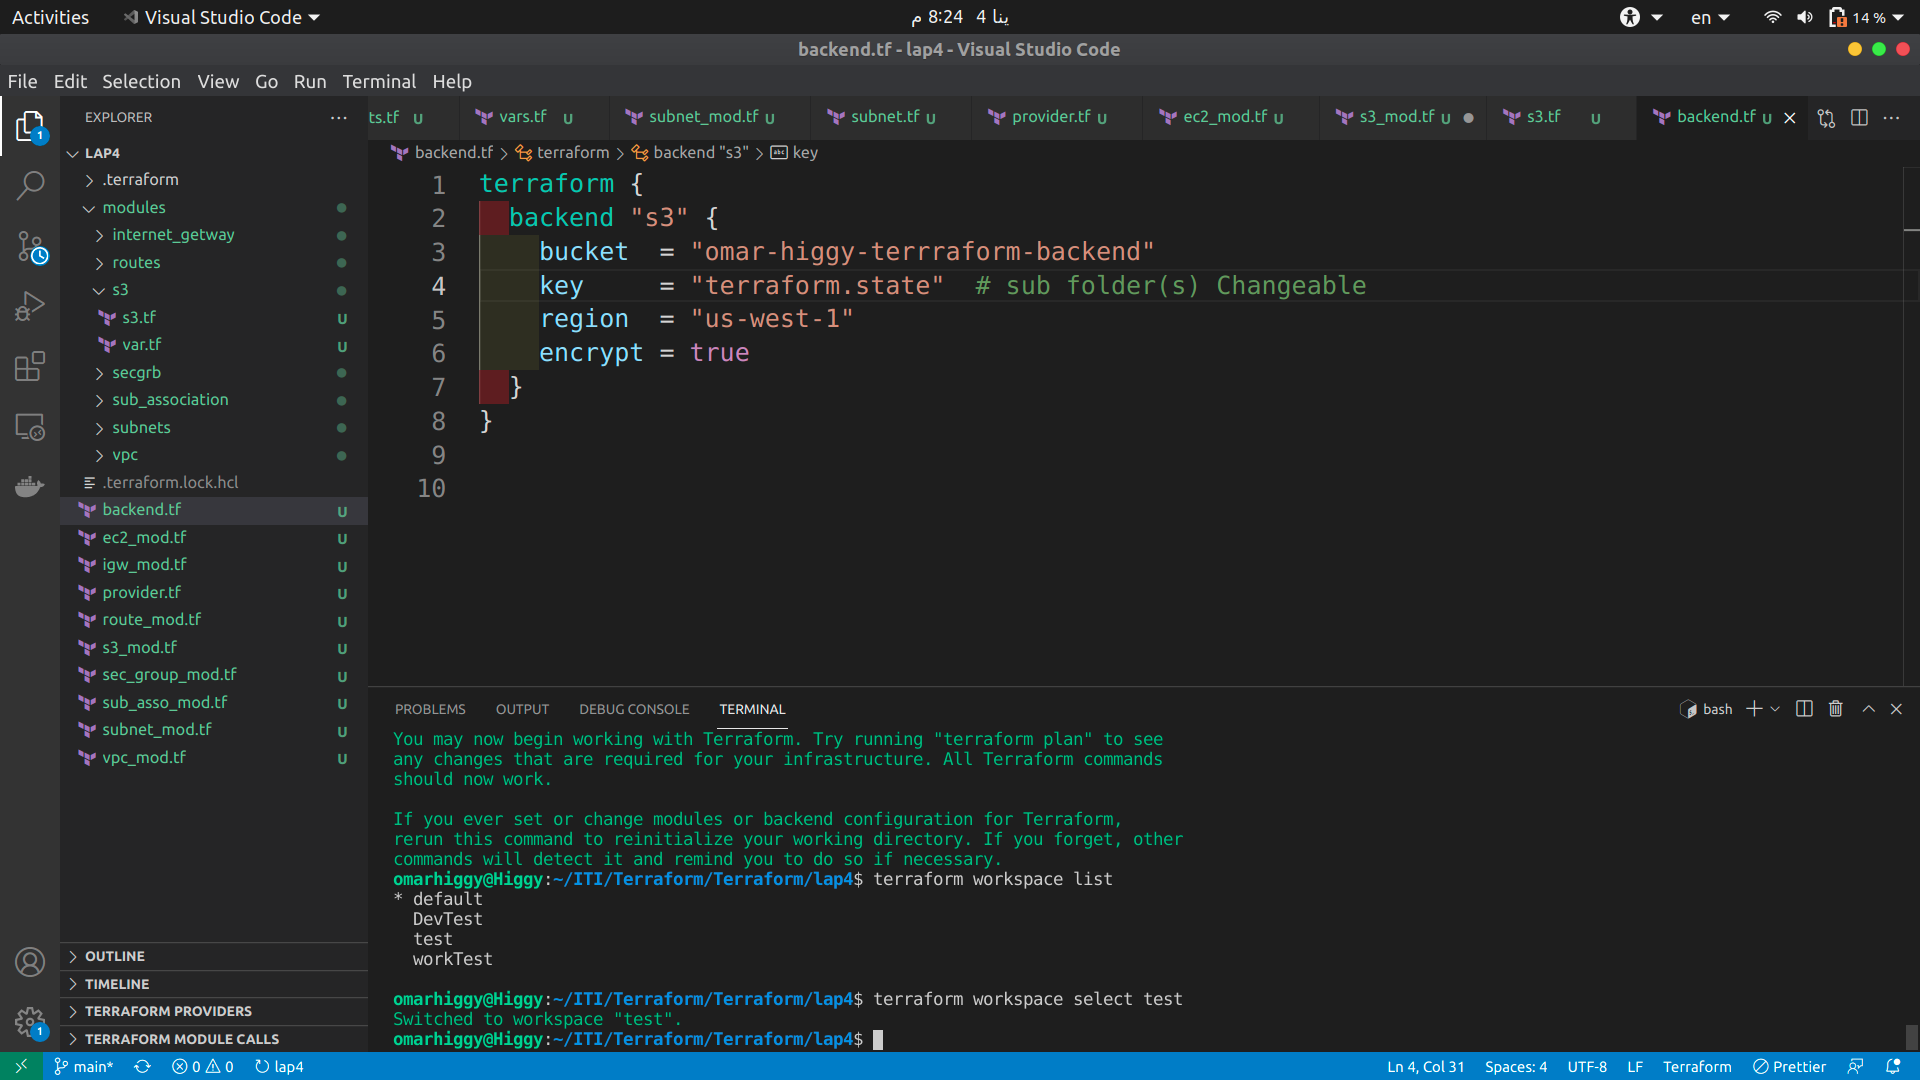 Activities
Visual Studio Code
8:24 م
4 ينا
en
14 %
backend.tf - lap4 - Visual Studio Code
File Edit Selection View Go Run Terminal Help
EXPLORER
ts.tf U
vars.tf U
subnet_mod.tf U
subnet.tf U
provider.tf U
ec2_mod.tf U
s3_mod.tf U
s3.tf U
backend.tf U
backend.tf > terraform > backend "s3" > key
LAP4
.terraform
modules
internet_getway
routes
s3
s3.tf U
var.tf U
secgrb
sub_association
subnets
vpc
.terraform.lock.hcl
backend.tf U
ec2_mod.tf U
igw_mod.tf U
provider.tf U
route_mod.tf U
s3_mod.tf U
sec_group_mod.tf U
sub_asso_mod.tf U
subnet_mod.tf U
vpc_mod.tf U
OUTLINE
TIMELINE
TERRAFORM PROVIDERS
TERRAFORM MODULE CALLS
1 terraform {
2 backend "s3" {
3 bucket = "omar-higgy-terrraform-backend"
4 key = "terraform.state" # sub folder(s) Changeable
5 region = "us-west-1"
6 encrypt = true
7 }
8 }
9
10
PROBLEMS OUTPUT DEBUG CONSOLE TERMINAL
bash
You may now begin working with Terraform. Try running "terraform plan" to see
any changes that are required for your infrastructure. All Terraform commands
should now work.
If you ever set or change modules or backend configuration for Terraform,
rerun this command to reinitialize your working directory. If you forget, other
commands will detect it and remind you to do so if necessary.
omarhiggy@Higgy:~/ITI/Terraform/Terraform/lap4$ terraform workspace list
* default
DevTest
test
workTest
omarhiggy@Higgy:~/ITI/Terraform/Terraform/lap4$ terraform workspace select test
Switched to workspace "test".
omarhiggy@Higgy:~/ITI/Terraform/Terraform/lap4$
main* 0 0 lap4
Ln 4, Col 31 Spaces: 4 UTF-8 LF Terraform Prettier
1
1